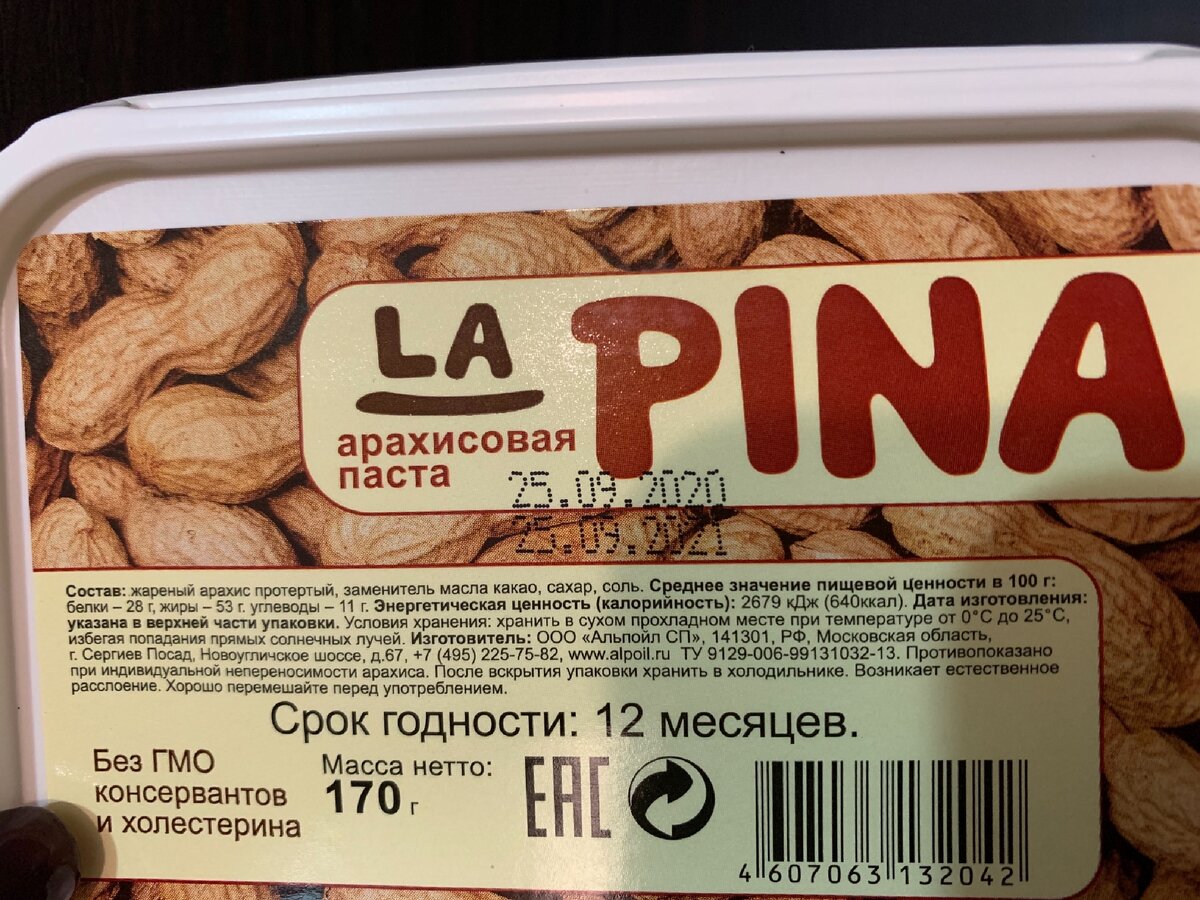 LA PINA
арахисовая
паста
25.09.2020
25.09.2021
Состав: жареный арахис протертый, заменитель масла какао, сахар, соль. Среднее значение пищевой ценности в 100 г:
белки – 28 г, жиры – 53 г. углеводы – 11 г. Энергетическая ценность (калорийность): 2679 кДж (640ккал). Дата изготовления:
указана в верхней части упаковки. Условия хранения: хранить в сухом прохладном месте при температуре от 0°С до 25°С,
избегая попадания прямых солнечных лучей. Изготовитель: ООО «Альпойл СП», 141301, РФ, Московская область,
г. Сергиев Посад, Новоугличское шоссе, д.67, +7 (495) 225-75-82, www.alpoil.ru ТУ 9129-006-99131032-13. Противопоказано
при индивидуальной непереносимости арахиса. После вскрытия упаковки хранить в холодильнике. Возникает естественное
расслоение. Хорошо перемешайте перед употреблением.
Срок годности: 12 месяцев.
Без ГМО
консервантов
и холестерина
Масса нетто:
170 г
EAC
4 607063 132042